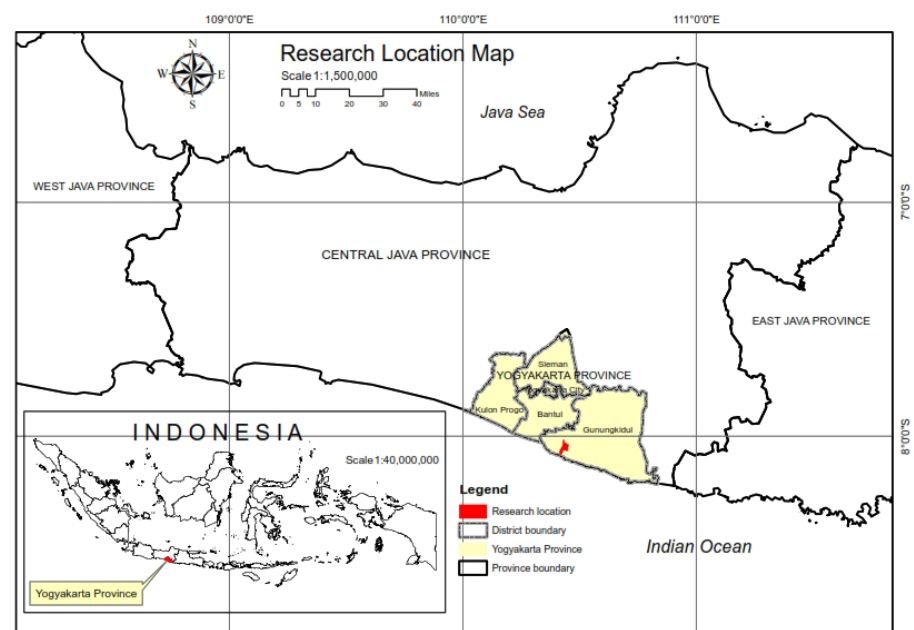 109°0'0"E 110°0'0"E 111°0'0"E
Research Location Map
Scale 1:1,500,000
N
W E
S
Miles
0 5 10 20 30 40
Java Sea
WEST JAVA PROVINCE
7°0'0"S
CENTRAL JAVA PROVINCE
EAST JAVA PROVINCE
Sleman
YOGYAKARTA PROVINCE
City
Kulon Progo
Bantul
Gunungkidul
8°0'0"S
INDONESIA
Scale 1:40,000,000
Yogyakarta Province
Legend
Research location
District boundary
Yogyakarta Province
Province boundary
Indian Ocean